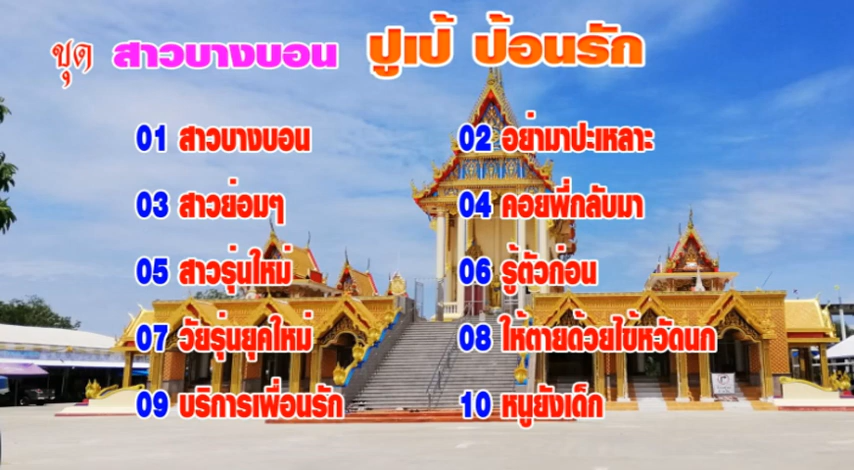 ชุด สาวบางบอน ปูเป้ ป้อนรัก
01 สาวบางบอน 02 อย่ามาปะเหลาะ
03 สาวย่อมๆ 04 คอยพี่กลับมา
05 สาวรุ่นใหม่ 06 รู้ตัวก่อน
07 วัยรุ่นยุคใหม่ 08 ให้ตายด้วยไข้หวัดนก
09 บริการเพื่อนรัก 10 หนูยังเด็ก